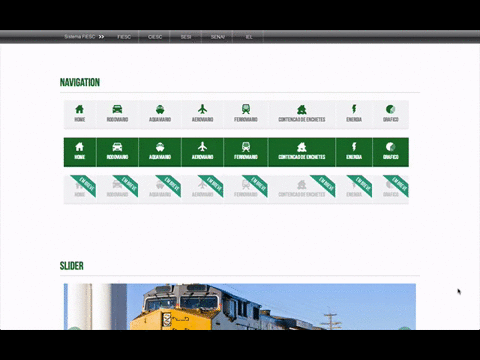 Sistema FIESC >> FIESC CIESC SESI SENAI IEL
NAVIGATION
HOME RODOVIARIO AQUAVIARIO AEROVIARIO FERROVIARIO CONTENCAO DE ENCHETES ENERGIA GRAFICO
HOME RODOVIARIO AQUAVIARIO AEROVIARIO FERROVIARIO CONTENCAO DE ENCHETES ENERGIA GRAFICO
EM BREVE EM BREVE EM BREVE EM BREVE EM BREVE EM BREVE EM BREVE EM BREVE
HOME RODOVIARIO AQUAVIARIO AEROVIARIO FERROVIARIO CONTENCAO DE ENCHETES ENERGIA GRAFICO
SLIDER